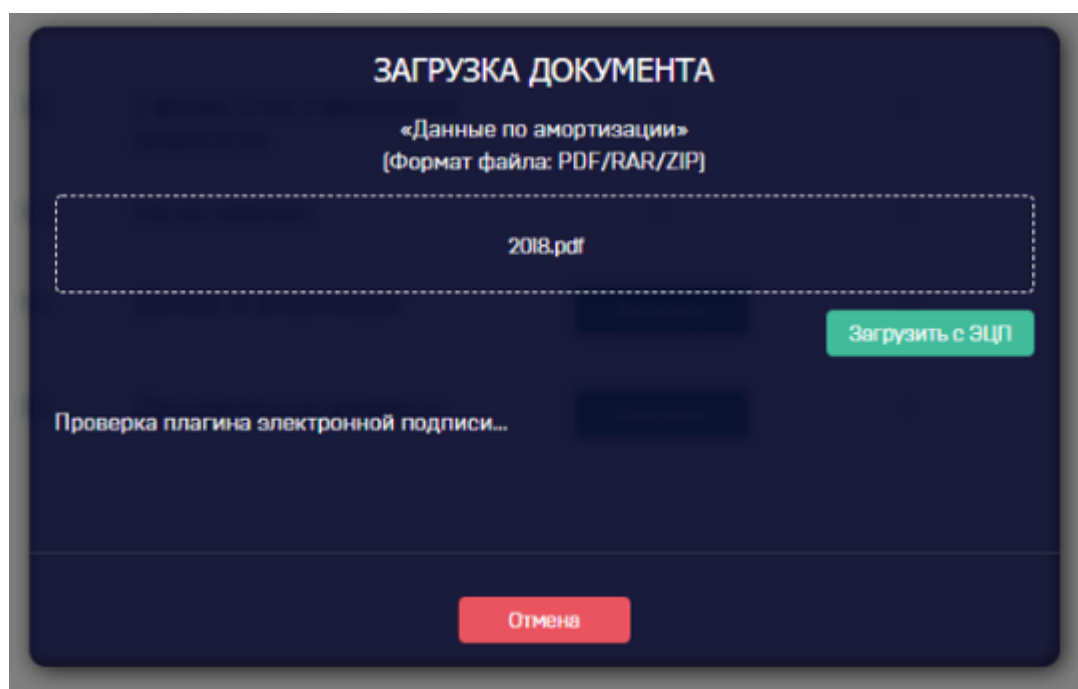 ЗАГРУЗКА ДОКУМЕНТА
«Данные по амортизации»
(Формат файла: PDF/RAR/ZIP)
2018.pdf
Загрузить с ЭЦП
Проверка плагина электронной подписи...
Отмена